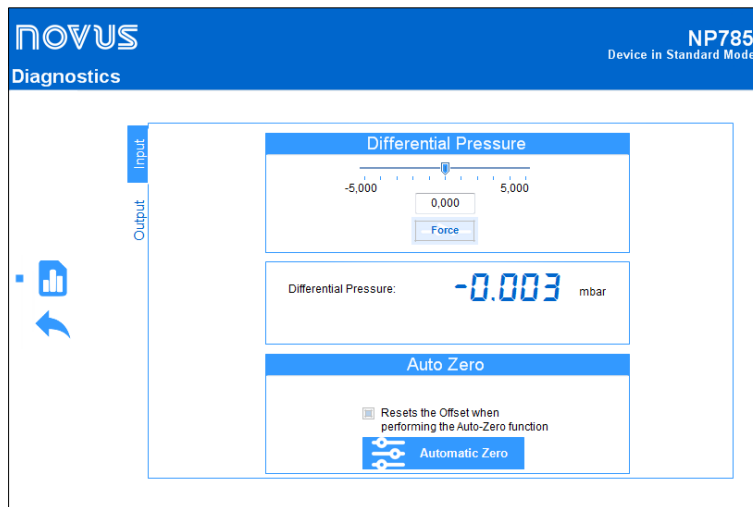 novus
NP785
Device in Standard Mode
Diagnostics
Input
Output
Differential Pressure
-5,000
5,000
0,000
Force
Differential Pressure:
-0.003
mbar
Auto Zero
Resets the Offset when
performing the Auto-Zero function
Automatic Zero